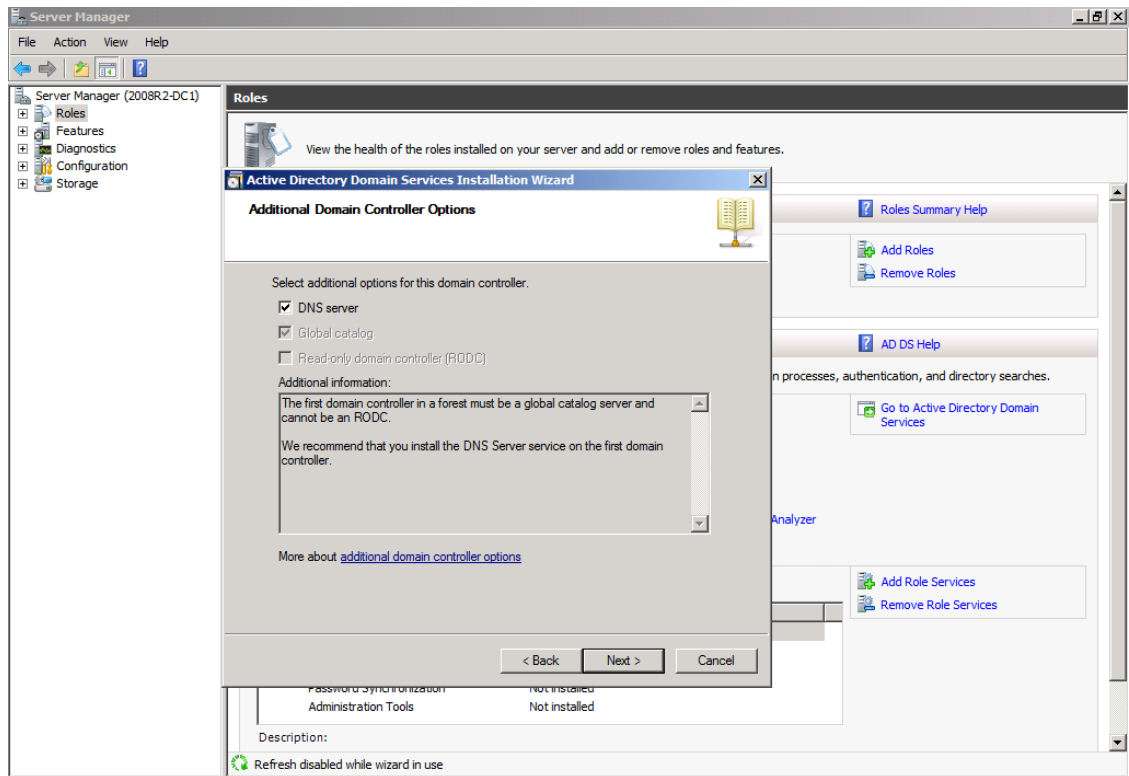 Server Manager
File Action View Help
Server Manager (2008R2-DC1)
Roles
Features
Diagnostics
Configuration
Storage
Roles
View the health of the roles installed on your server and add or remove roles and features.
Active Directory Domain Services Installation Wizard
Additional Domain Controller Options
Select additional options for this domain controller.
DNS server
Global catalog
Read-only domain controller (RODC)
Additional information:
The first domain controller in a forest must be a global catalog server and
cannot be an RODC.
We recommend that you install the DNS Server service on the first domain
controller.
More about additional domain controller options
< Back Next > Cancel
Roles Summary Help
Add Roles
Remove Roles
AD DS Help
processes, authentication, and directory searches.
Go to Active Directory Domain
Services
Analyzer
Add Role Services
Remove Role Services
Password Synchronization Not installed
Administration Tools Not installed
Description:
Refresh disabled while wizard in use